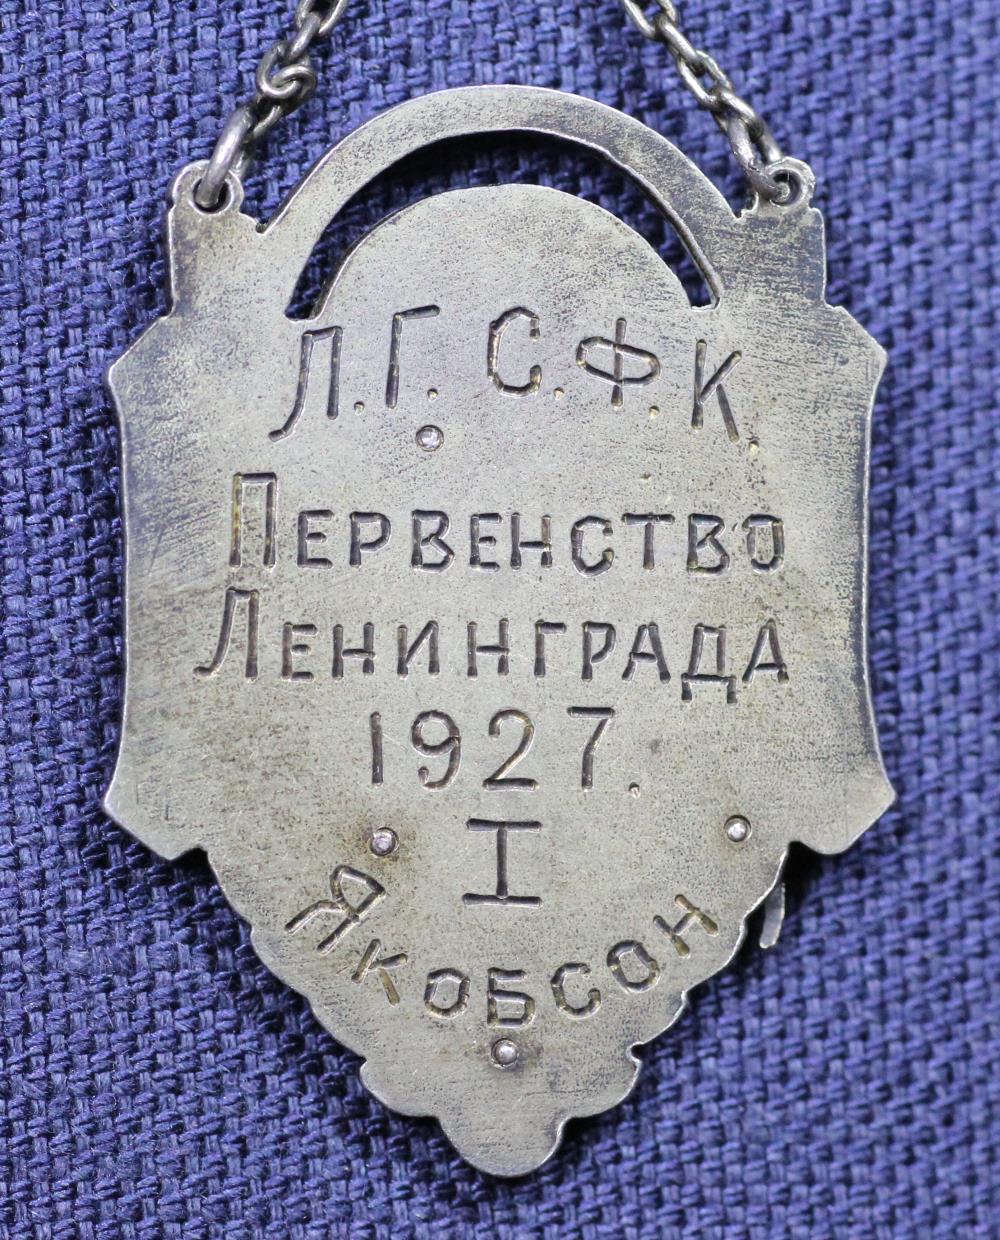 Л.Г. С.Ф.К.
Первенство
Ленинграда
1927.
I
Якобсон